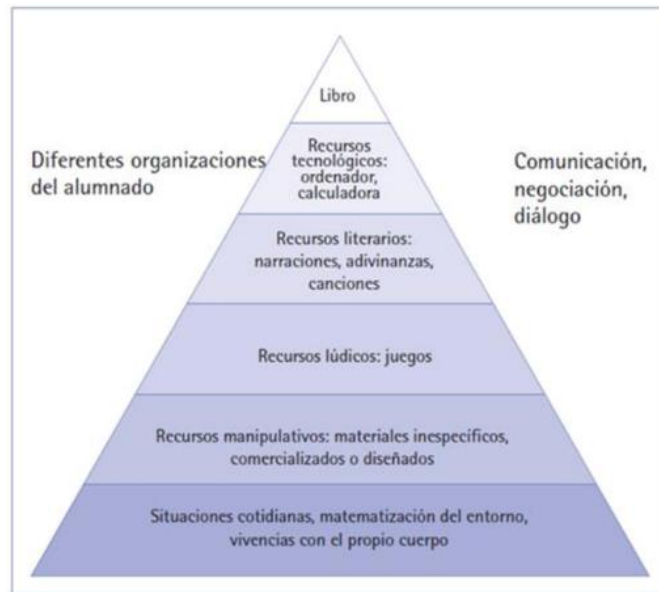 Libro
Diferentes organizaciones
del alumnado
Recursos
tecnológicos:
ordenador,
calculadora
Comunicación,
negociación,
diálogo
Recursos literarios:
narraciones, adivinanzas,
canciones
Recursos lúdicos: juegos
Recursos manipulativos: materiales inespecíficos,
comercializados o diseñados
Situaciones cotidianas, matematización del entorno,
vivencias con el propio cuerpo